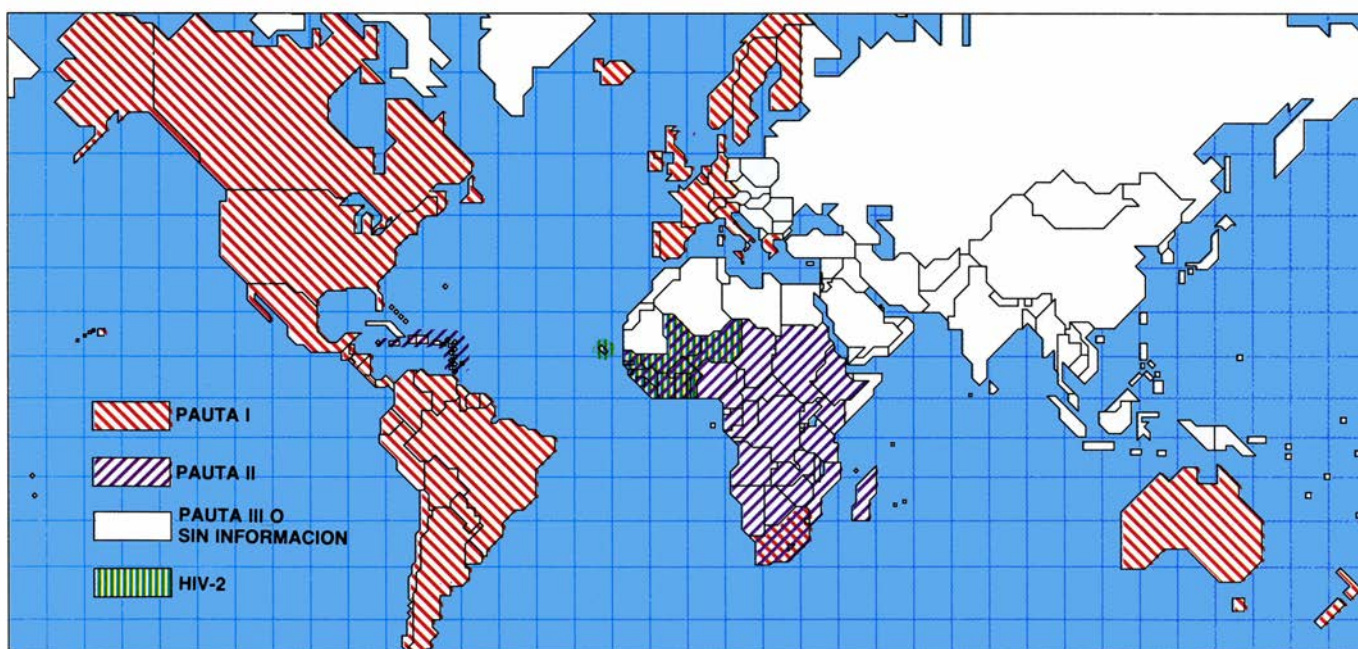 PAUTA I
PAUTA II
PAUTA III O
SIN INFORMACION
HIV-2